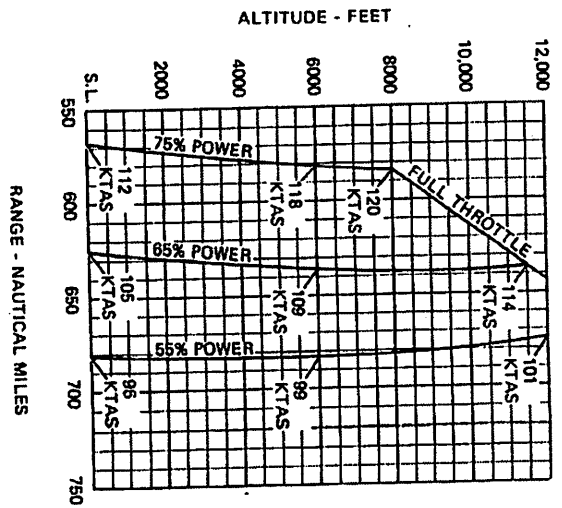 ALTITUDE - FEET
S.L.
2000
4000
6000
8000
10,000
12,000
550
600
650
700
750
RANGE - NAUTICAL MILES
75% POWER
112
KTAS
118
KTAS
120
KTAS
FULL THROTTLE
65% POWER
105
KTAS
109
KTAS
114
KTAS
55% POWER
96
KTAS
99
KTAS
101
KTAS